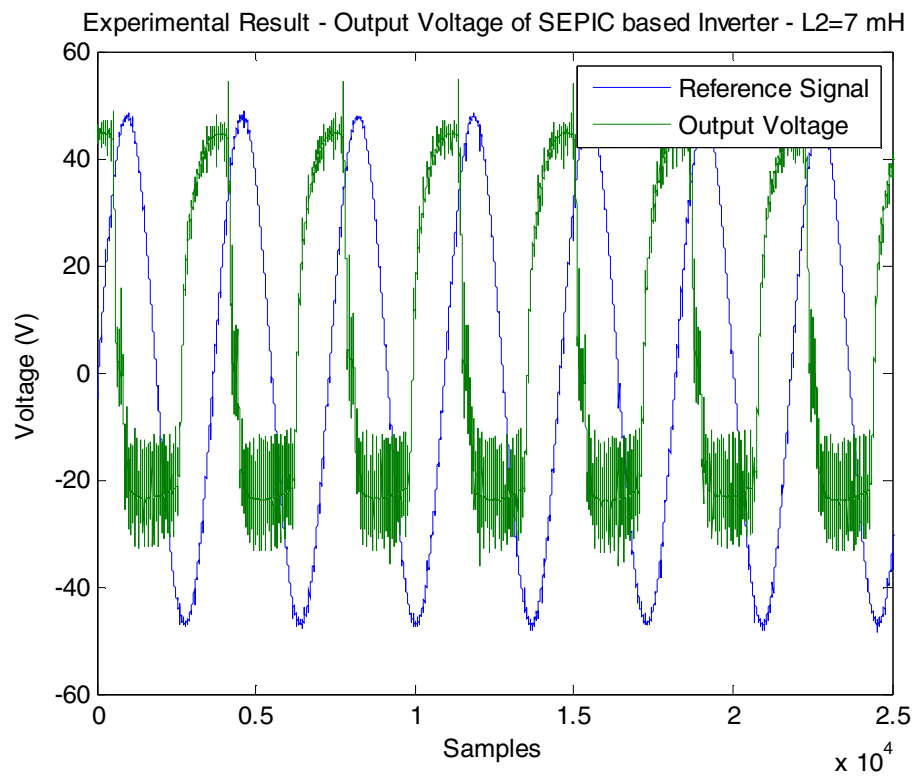 Experimental Result - Output Voltage of SEPIC based Inverter - L2=7 mH
60
40
20
0
-20
-40
-60
Voltage (V)
Reference Signal
Output Voltage
0
0.5
1
1.5
2
2.5
Samples
x 10^4